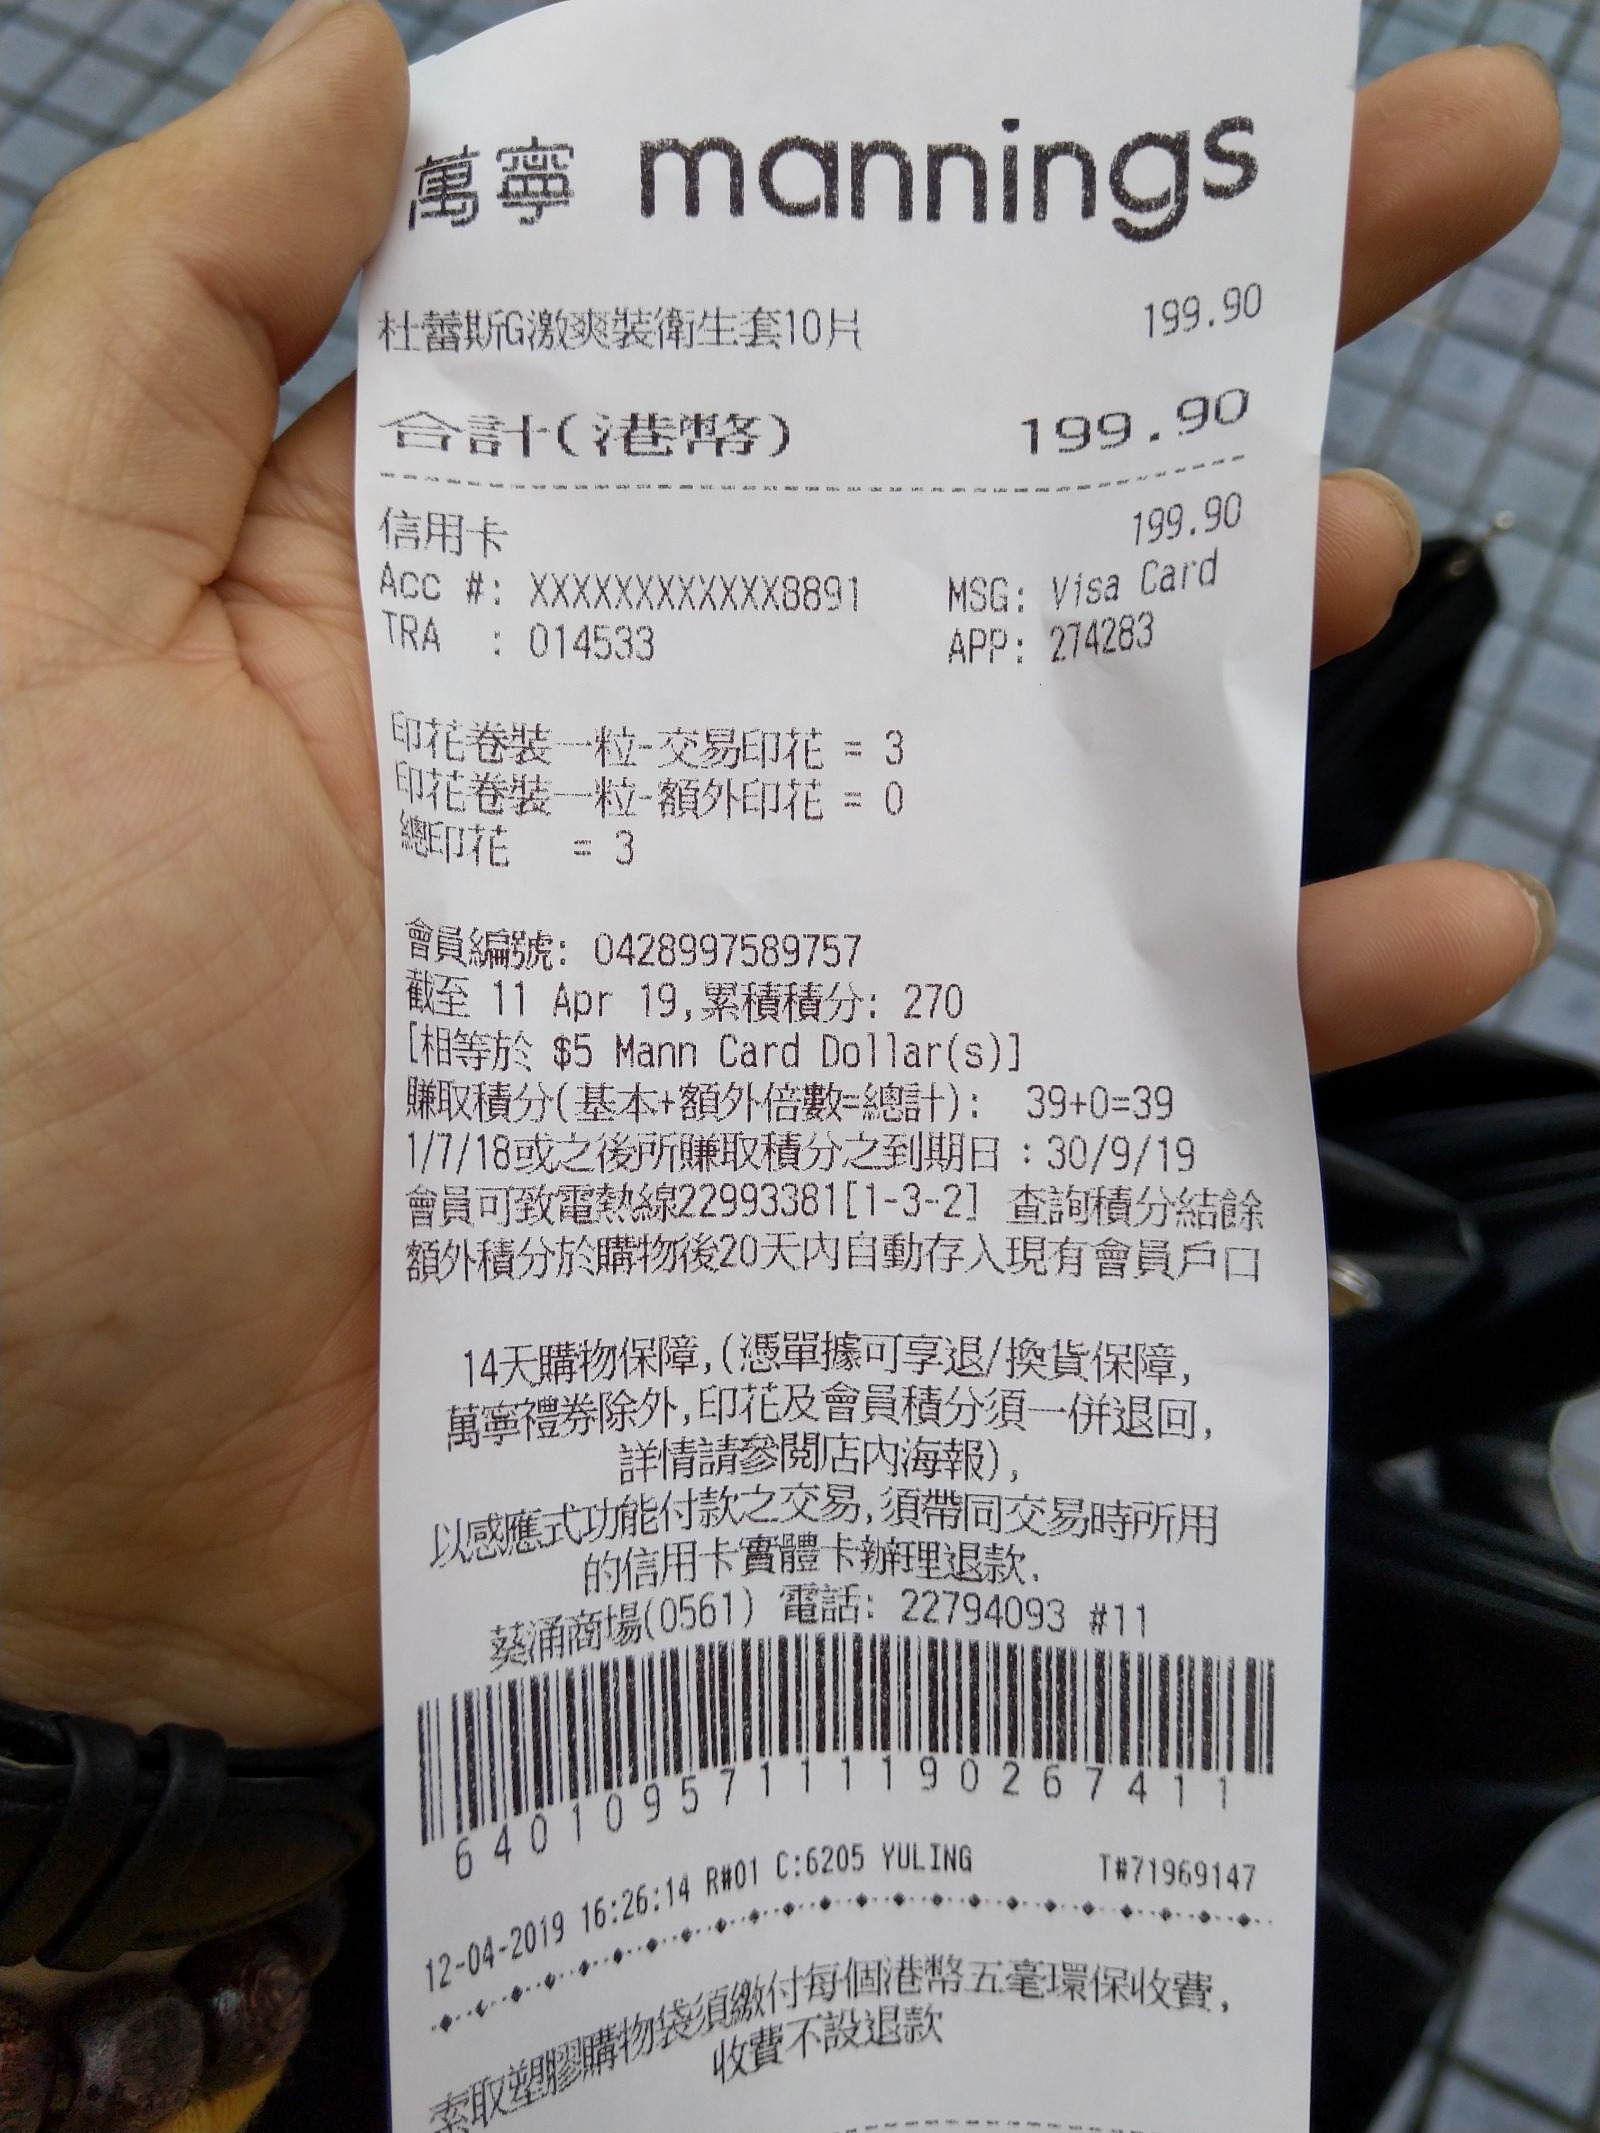 萬寧 mannings
杜蕾斯G激爽裝衛生套10片 199.90
合計(港幣) 199.90
信用卡 199.90
Acc #: XXXXXXXXXXXX8891 MSG: Visa Card
TRA : 014533 APP: 274283
印花卷裝一粒-交易印花 = 3
印花卷裝一粒-額外印花 = 0
總印花 = 3
會員編號: 0428997589757
截至 11 Apr 19,累積積分: 270
[相等於 $5 Mann Card Dollar(s)]
賺取積分(基本+額外倍數=總計): 39+0=39
1/7/18或之後所賺取積分之到期日:30/9/19
會員可致電熱線22993381[1-3-2] 查詢積分結餘
額外積分於購物後20天內自動存入現有會員戶口
14天購物保障,(憑單據可享退/換貨保障,
萬寧禮券除外,印花及會員積分須一併退回,
詳情請參閱店內海報),
以感應式功能付款之交易,須帶同交易時所用
的信用卡實體卡辦理退款.
葵涌商場(0561) 電話: 22794093 #11
64010957111190267411
12-04-2019 16:26:14 R#01 C:6205 YULING T#71969147
索取塑膠購物袋須繳付每個港幣五毫環保收費,
收費不設退款